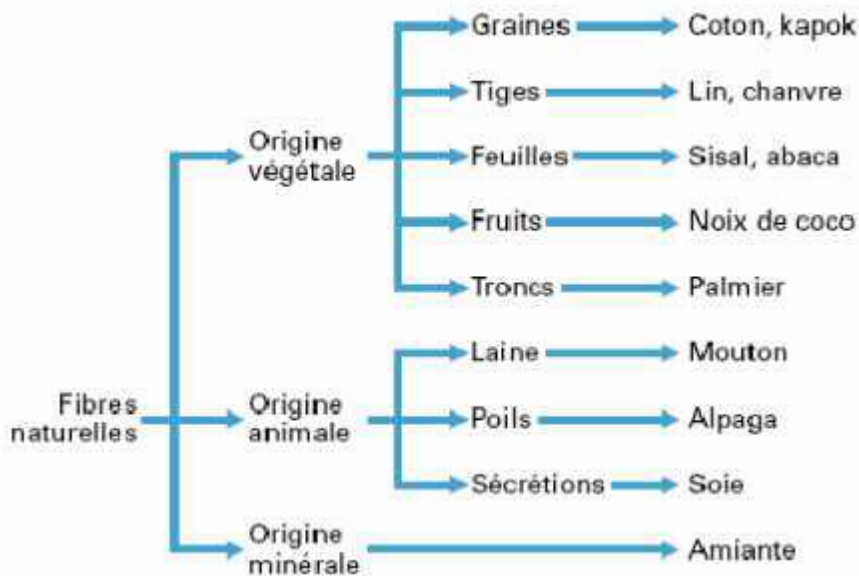 Graines Coton, kapok
Tiges Lin, chanvre
Origine
végétale
Feuilles Sisal, abaca
Fruits Noix de coco
Troncs Palmier
Laine Mouton
Fibres
naturelles
Origine
animale
Poils Alpaga
Sécrétions Soie
Origine
minérale
Amiante